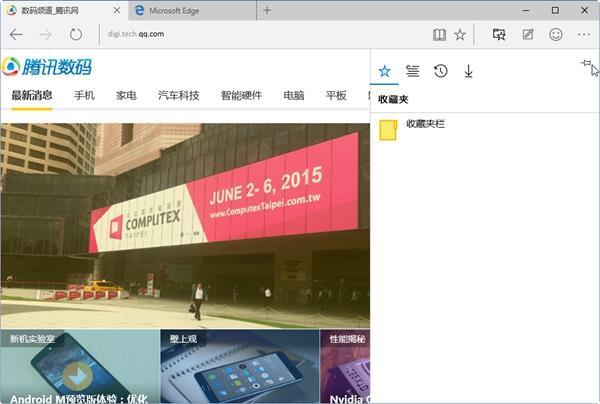 数码频道_腾讯网
Microsoft Edge
digi.tech.qq.com
腾讯数码
最新消息 手机 家电 汽车科技 智能硬件 电脑 平板
收藏夹
收藏夹栏
JUNE 2- 6, 2015
www.ComputexTaipei.com.tw
COMPUTEX
TAIPEI
新机实验室 壁上观 性能揭秘
Android M预览版体验：优化
Nvidia